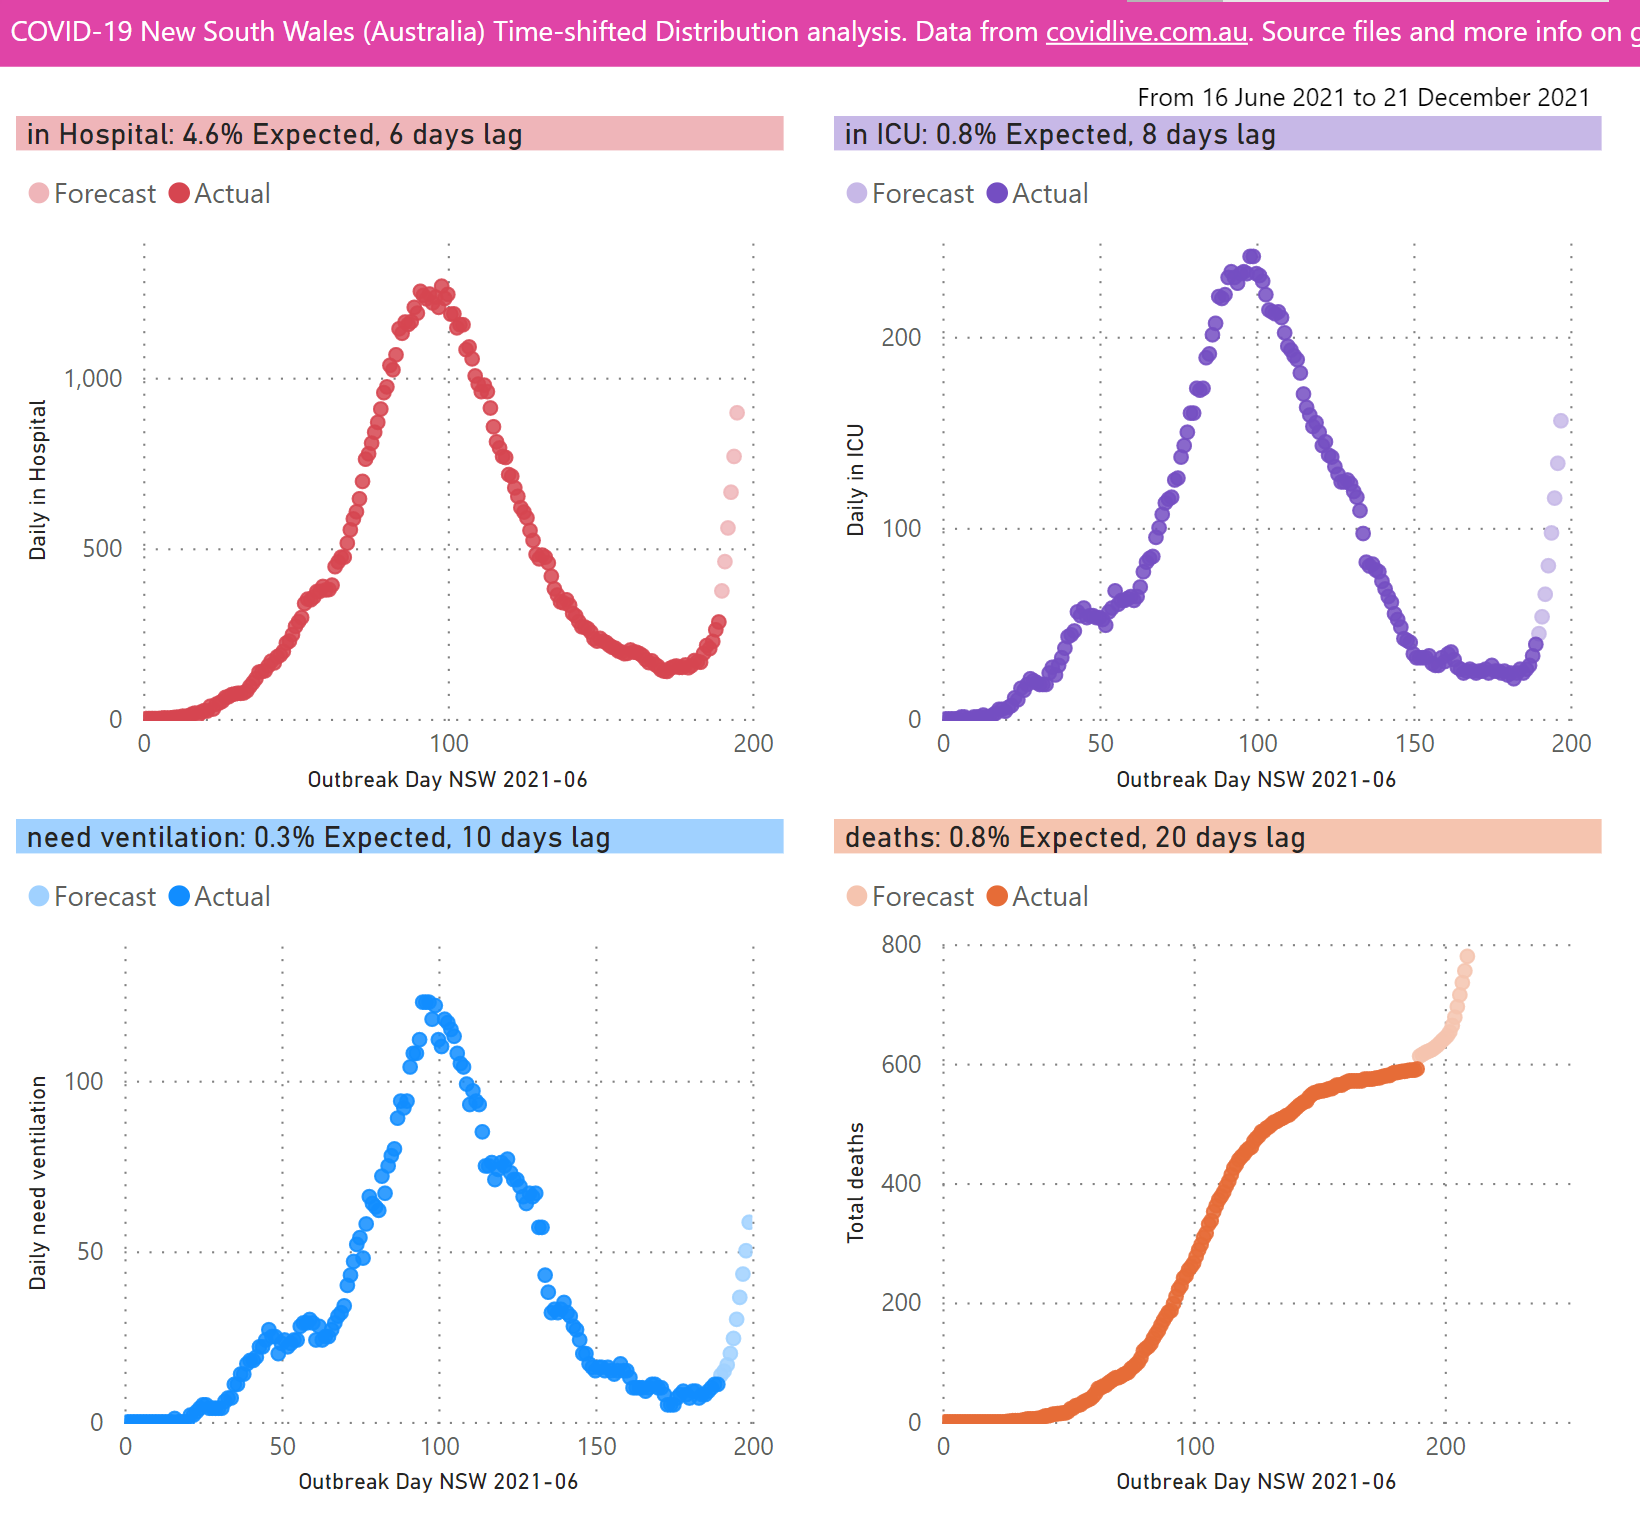 COVID-19 New South Wales (Australia) Time-shifted Distribution analysis. Data from covidlive.com.au. Source files and more info on g
From 16 June 2021 to 21 December 2021
in Hospital: 4.6% Expected, 6 days lag
Forecast Actual
Daily in Hospital
1,000
500
0
0 100 200
Outbreak Day NSW 2021-06
in ICU: 0.8% Expected, 8 days lag
Forecast Actual
Daily in ICU
200
100
0
0 50 100 150 200
Outbreak Day NSW 2021-06
need ventilation: 0.3% Expected, 10 days lag
Forecast Actual
Daily need ventilation
100
50
0
0 50 100 150 200
Outbreak Day NSW 2021-06
deaths: 0.8% Expected, 20 days lag
Forecast Actual
Total deaths
800
600
400
200
0
0 100 200
Outbreak Day NSW 2021-06